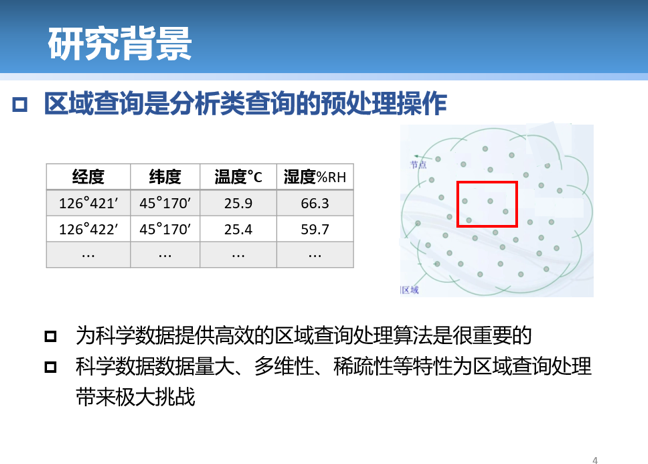 研究背景
区域查询是分析类查询的预处理操作
经度 纬度 温度°C 湿度%RH
126°421′ 45°170′ 25.9 66.3
126°422′ 45°170′ 25.4 59.7
… … … …
节点
区域
为科学数据提供高效的区域查询处理算法是很重要的
科学数据数据量大、多维性、稀疏性等特性为区域查询处理
带来极大挑战
4